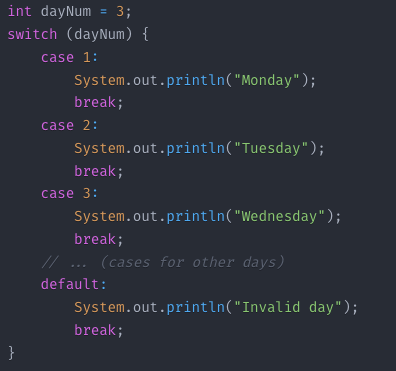 int dayNum = 3;
switch (dayNum) {
    case 1:
        System.out.println("Monday");
        break;
    case 2:
        System.out.println("Tuesday");
        break;
    case 3:
        System.out.println("Wednesday");
        break;
    // ... (cases for other days)
    default:
        System.out.println("Invalid day");
        break;
}